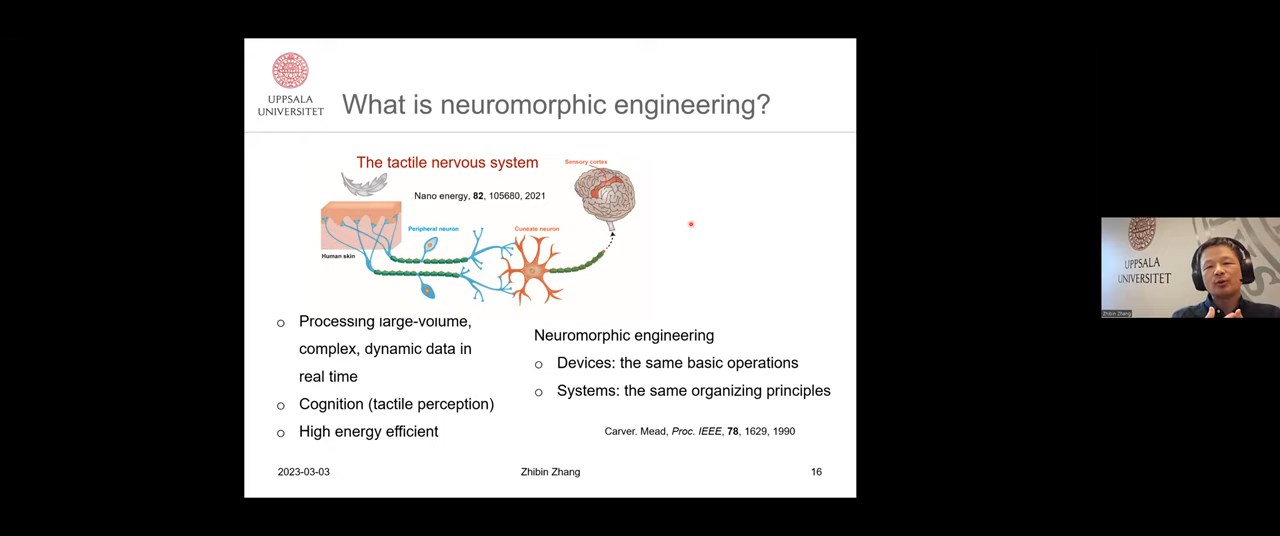 UPPSALA
UNIVERSITET
What is neuromorphic engineering?
The tactile nervous system
Sensory cortex
Nano energy, 82, 105680, 2021
Peripheral neuron
Cuneate neuron
Human skin
o Processing large-volume,
complex, dynamic data in
real time
o Cognition (tactile perception)
o High energy efficient
Neuromorphic engineering
o Devices: the same basic operations
o Systems: the same organizing principles
Carver. Mead, Proc. IEEE, 78, 1629, 1990
2023-03-03
Zhibin Zhang
16
UPPSALA
UNIVERSITET
Zhibin Zhang